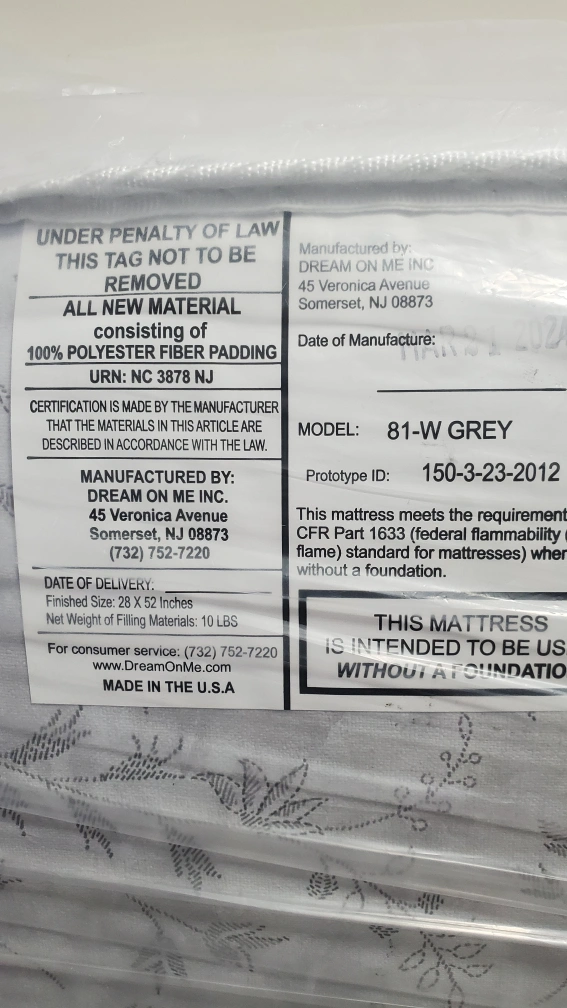 UNDER PENALTY OF LAW
THIS TAG NOT TO BE
REMOVED
ALL NEW MATERIAL
consisting of
100% POLYESTER FIBER PADDING
URN: NC 3878 NJ
CERTIFICATION IS MADE BY THE MANUFACTURER
THAT THE MATERIALS IN THIS ARTICLE ARE
DESCRIBED IN ACCORDANCE WITH THE LAW.
MANUFACTURED BY:
DREAM ON ME INC.
45 Veronica Avenue
Somerset, NJ 08873
(732) 752-7220
DATE OF DELIVERY:
Finished Size: 28 X 52 Inches
Net Weight of Filling Materials: 10 LBS
For consumer service: (732) 752-7220
www.DreamOnMe.com
MADE IN THE U.S.A
Manufactured by:
DREAM ON ME INC
45 Veronica Avenue
Somerset, NJ 08873
Date of Manufacture:
MODEL: 81-W GREY
Prototype ID: 150-3-23-2012
This mattress meets the requirement
CFR Part 1633 (federal flammability
flame) standard for mattresses) when
without a foundation.
THIS MATTRESS
IS INTENDED TO BE US
WITHOUT A FOUNDATIO